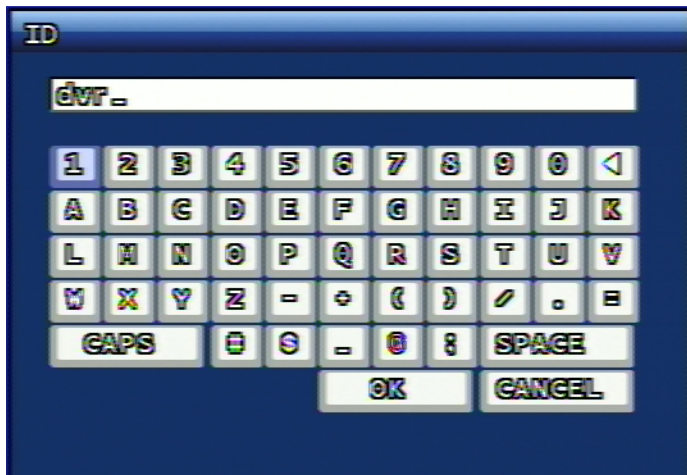 ID
dvr_
1 2 3 4 5 6 7 8 9 0 ◁
A B C D E F G H I J K
L M N O P Q R S T U V
W X Y Z - + ( ) / . =
CAPS # $ _ @ : SPACE
OK CANCEL